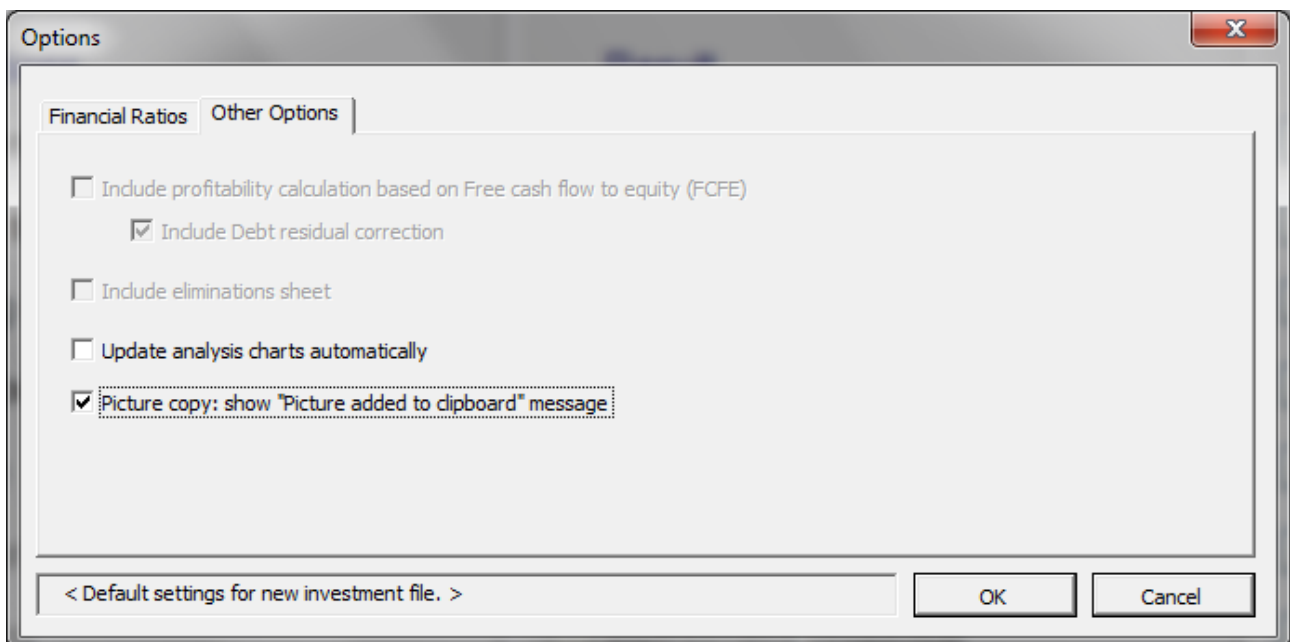 Options
Financial Ratios
Other Options
Include profitability calculation based on Free cash flow to equity (FCFE)
Include Debt residual correction
Include eliminations sheet
Update analysis charts automatically
Picture copy: show "Picture added to clipboard" message
< Default settings for new investment file. >
OK
Cancel